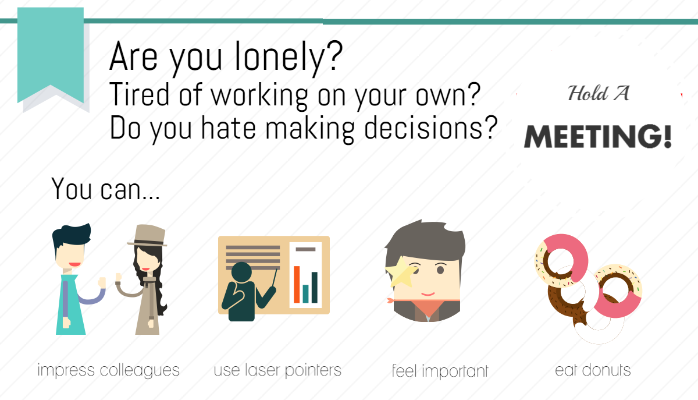 Are you lonely?
Tired of working on your own?
Do you hate making decisions?
Hold A
MEETING!
You can...
impress colleagues
use laser pointers
feel important
eat donuts